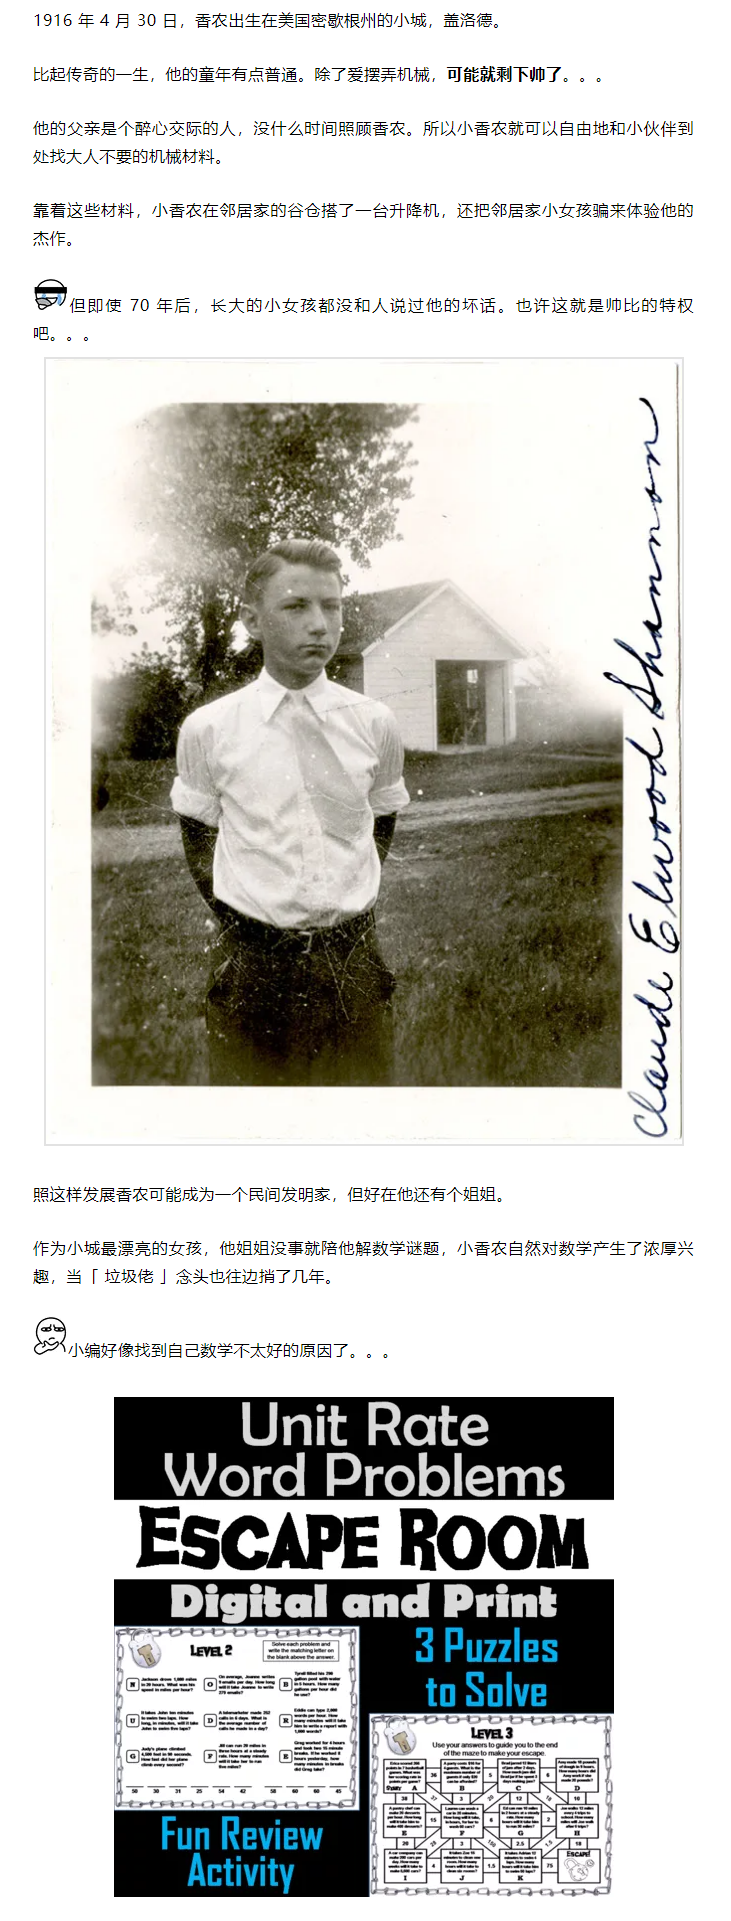 1916 年 4 月 30 日，香农出生在美国密歇根州的小城，盖洛德。
比起传奇的一生，他的童年有点普通。除了爱摆弄机械，可能就剩下帅了。。。
他的父亲是个醉心交际的人，没什么时间照顾香农。所以小香农就可以自由地和小伙伴到
处找大人不要的机械材料。
靠着这些材料，小香农在邻居家的谷仓搭了一台升降机，还把邻居家小女孩骗来体验他的
杰作。
但即使 70 年后，长大的小女孩都没和人说过他的坏话。也许这就是帅比的特权
吧。。。
Claude Elwood Shannon
照这样发展香农可能成为一个民间发明家，但好在他还有个姐姐。
作为小城最漂亮的女孩，他姐姐没事就陪他解数学谜题，小香农自然对数学产生了浓厚兴
趣，当「 垃圾佬 」念头也往边捎了几年。
小编好像找到自己数学不太好的原因了。。。
Unit Rate
Word Problems
ESCAPE ROOM
Digital and Print
LEVEL 2
Solve each problem and
write the matching letter on
the blank above the answer.
3 Puzzles
to Solve
LEVEL 3
Use your answers to guide you to the end
of the maze to make your escape.
Fun Review
Activity